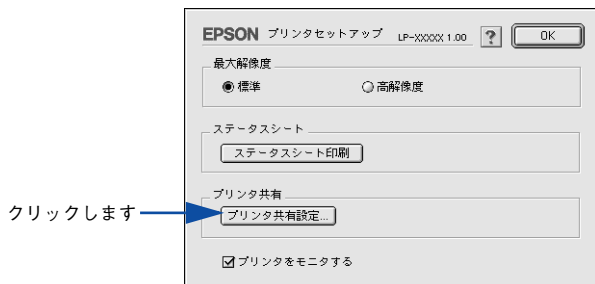 EPSON プリンタセットアップ LP-XXXXX 1.00 ? OK
最大解像度
標準 高解像度
ステータスシート
ステータスシート印刷
プリンタ共有
クリックします プリンタ共有設定...
プリンタをモニタする